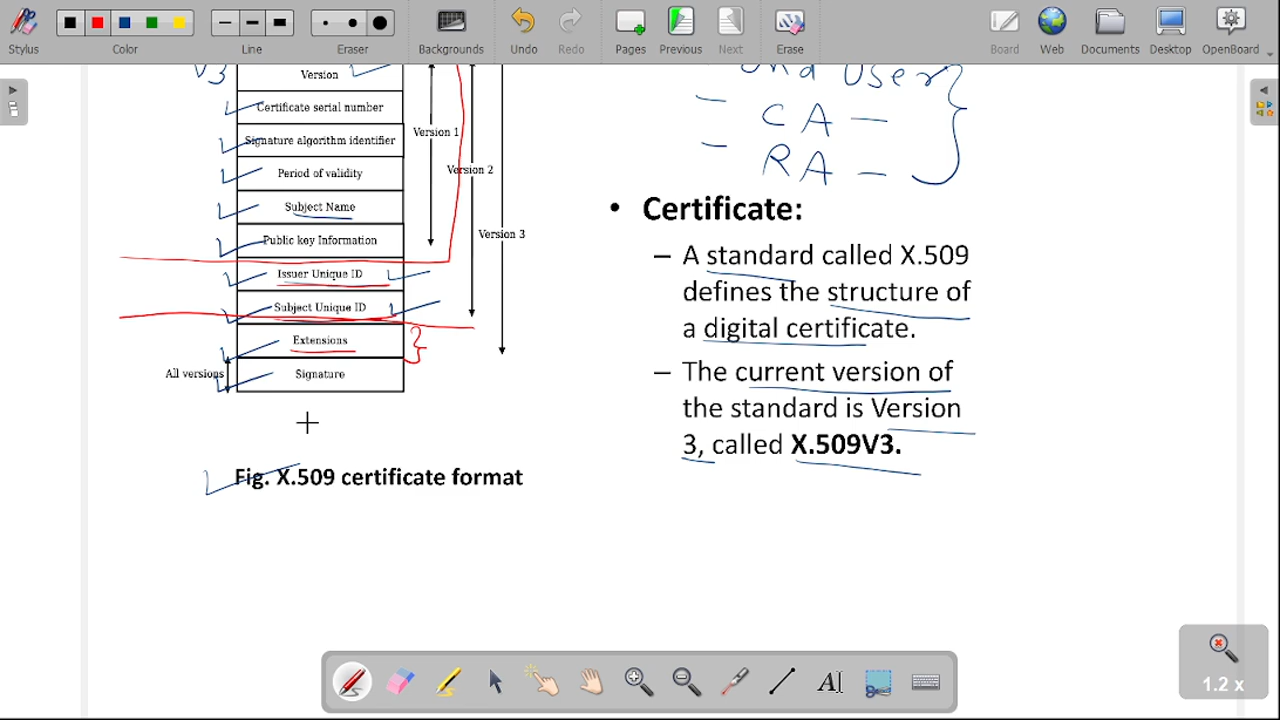 Stylus
Color
Line
Eraser
Backgrounds
Undo
Redo
Pages
Previous
Next
Erase
Board
Web
Documents
Desktop
OpenBoard
V3
Version
Certificate serial number
Signature algorithm identifier
Period of validity
Subject Name
Public key Information
Issuer Unique ID
Subject Unique ID
Extensions
Signature
Version 1
Version 2
Version 3
All versions
Fig. X.509 certificate format
End User
– CA –
– RA –
• Certificate:
– A standard called X.509
defines the structure of
a digital certificate.
– The current version of
the standard is Version
3, called X.509V3.
1.2 x